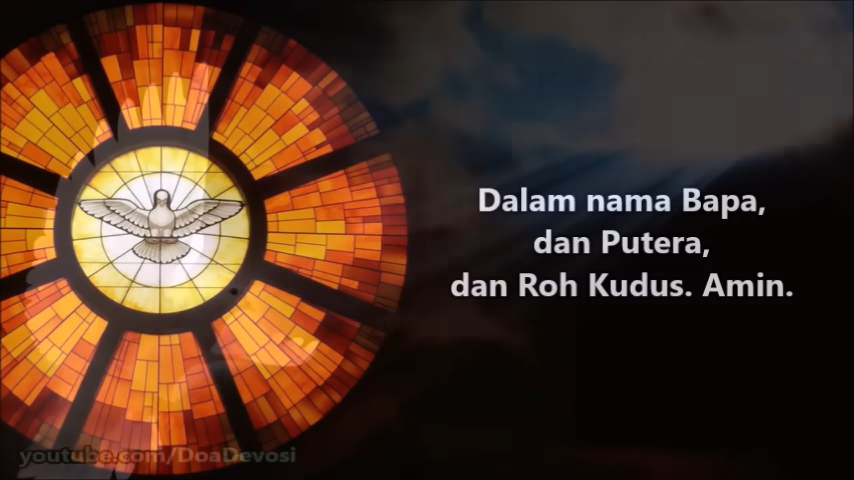 Dalam nama Bapa,
dan Putera,
dan Roh Kudus. Amin.
youtube.com/DoaDevosi